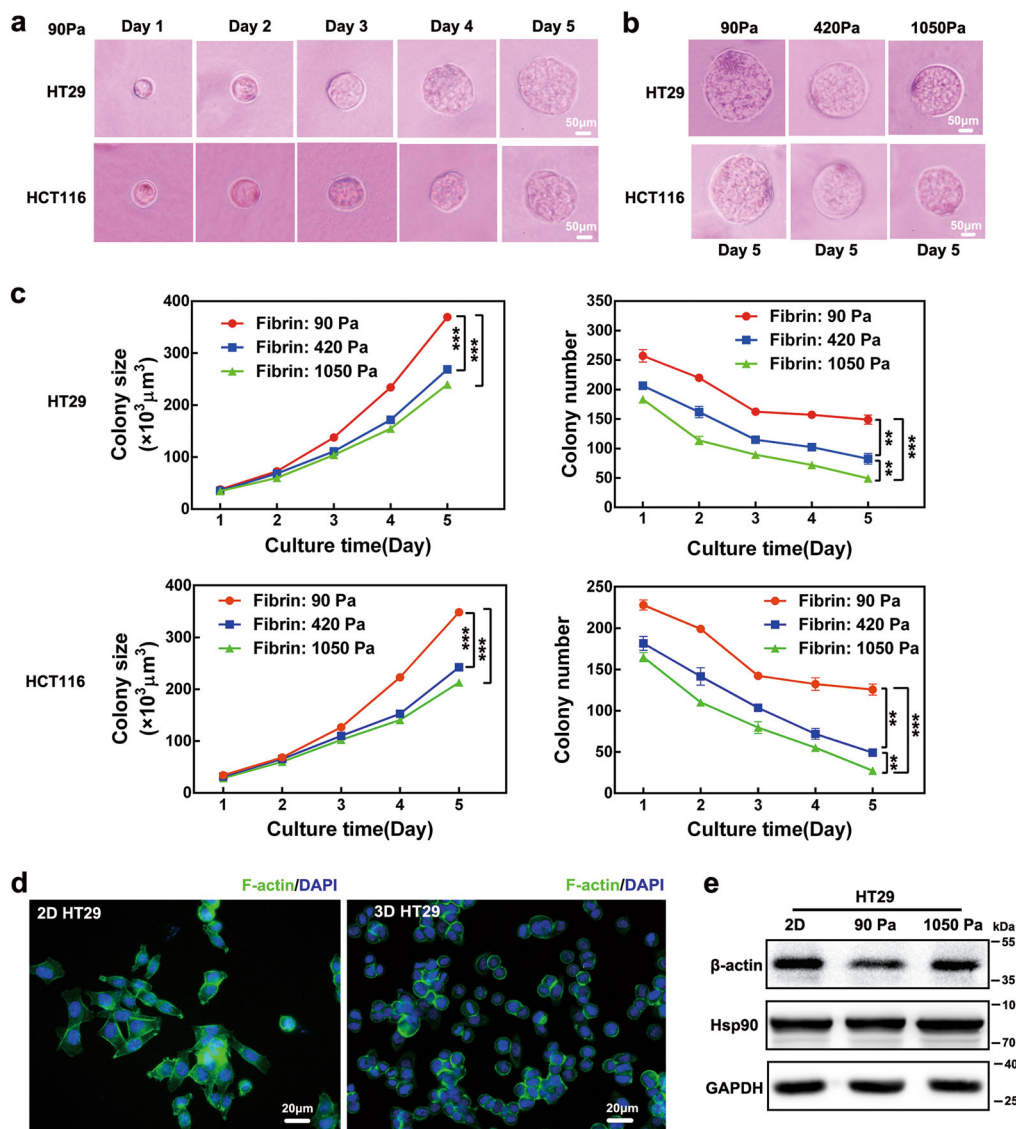 a
90Pa Day 1 Day 2 Day 3 Day 4 Day 5
HT29
50μm
HCT116
50μm
b
90Pa 420Pa 1050Pa
HT29
50μm
HCT116
50μm
Day 5 Day 5 Day 5
c
HT29
Colony size
(×10³μm³)
400
300
200
100
0
Fibrin: 90 Pa
Fibrin: 420 Pa
Fibrin: 1050 Pa
***
***
1 2 3 4 5
Culture time(Day)
Colony number
350
300
250
200
150
100
50
0
Fibrin: 90 Pa
Fibrin: 420 Pa
Fibrin: 1050 Pa
**
**
***
1 2 3 4 5
Culture time(Day)
HCT116
Colony size
(×10³μm³)
400
300
200
100
0
Fibrin: 90 Pa
Fibrin: 420 Pa
Fibrin: 1050 Pa
***
***
1 2 3 4 5
Culture time(Day)
Colony number
250
200
150
100
50
0
Fibrin: 90 Pa
Fibrin: 420 Pa
Fibrin: 1050 Pa
**
**
***
1 2 3 4 5
Culture time(Day)
d
F-actin/DAPI
2D HT29
20μm
F-actin/DAPI
3D HT29
20μm
e
HT29
2D 90 Pa 1050 Pa kDa
β-actin
55
35
Hsp90
10
70
GAPDH
40
25